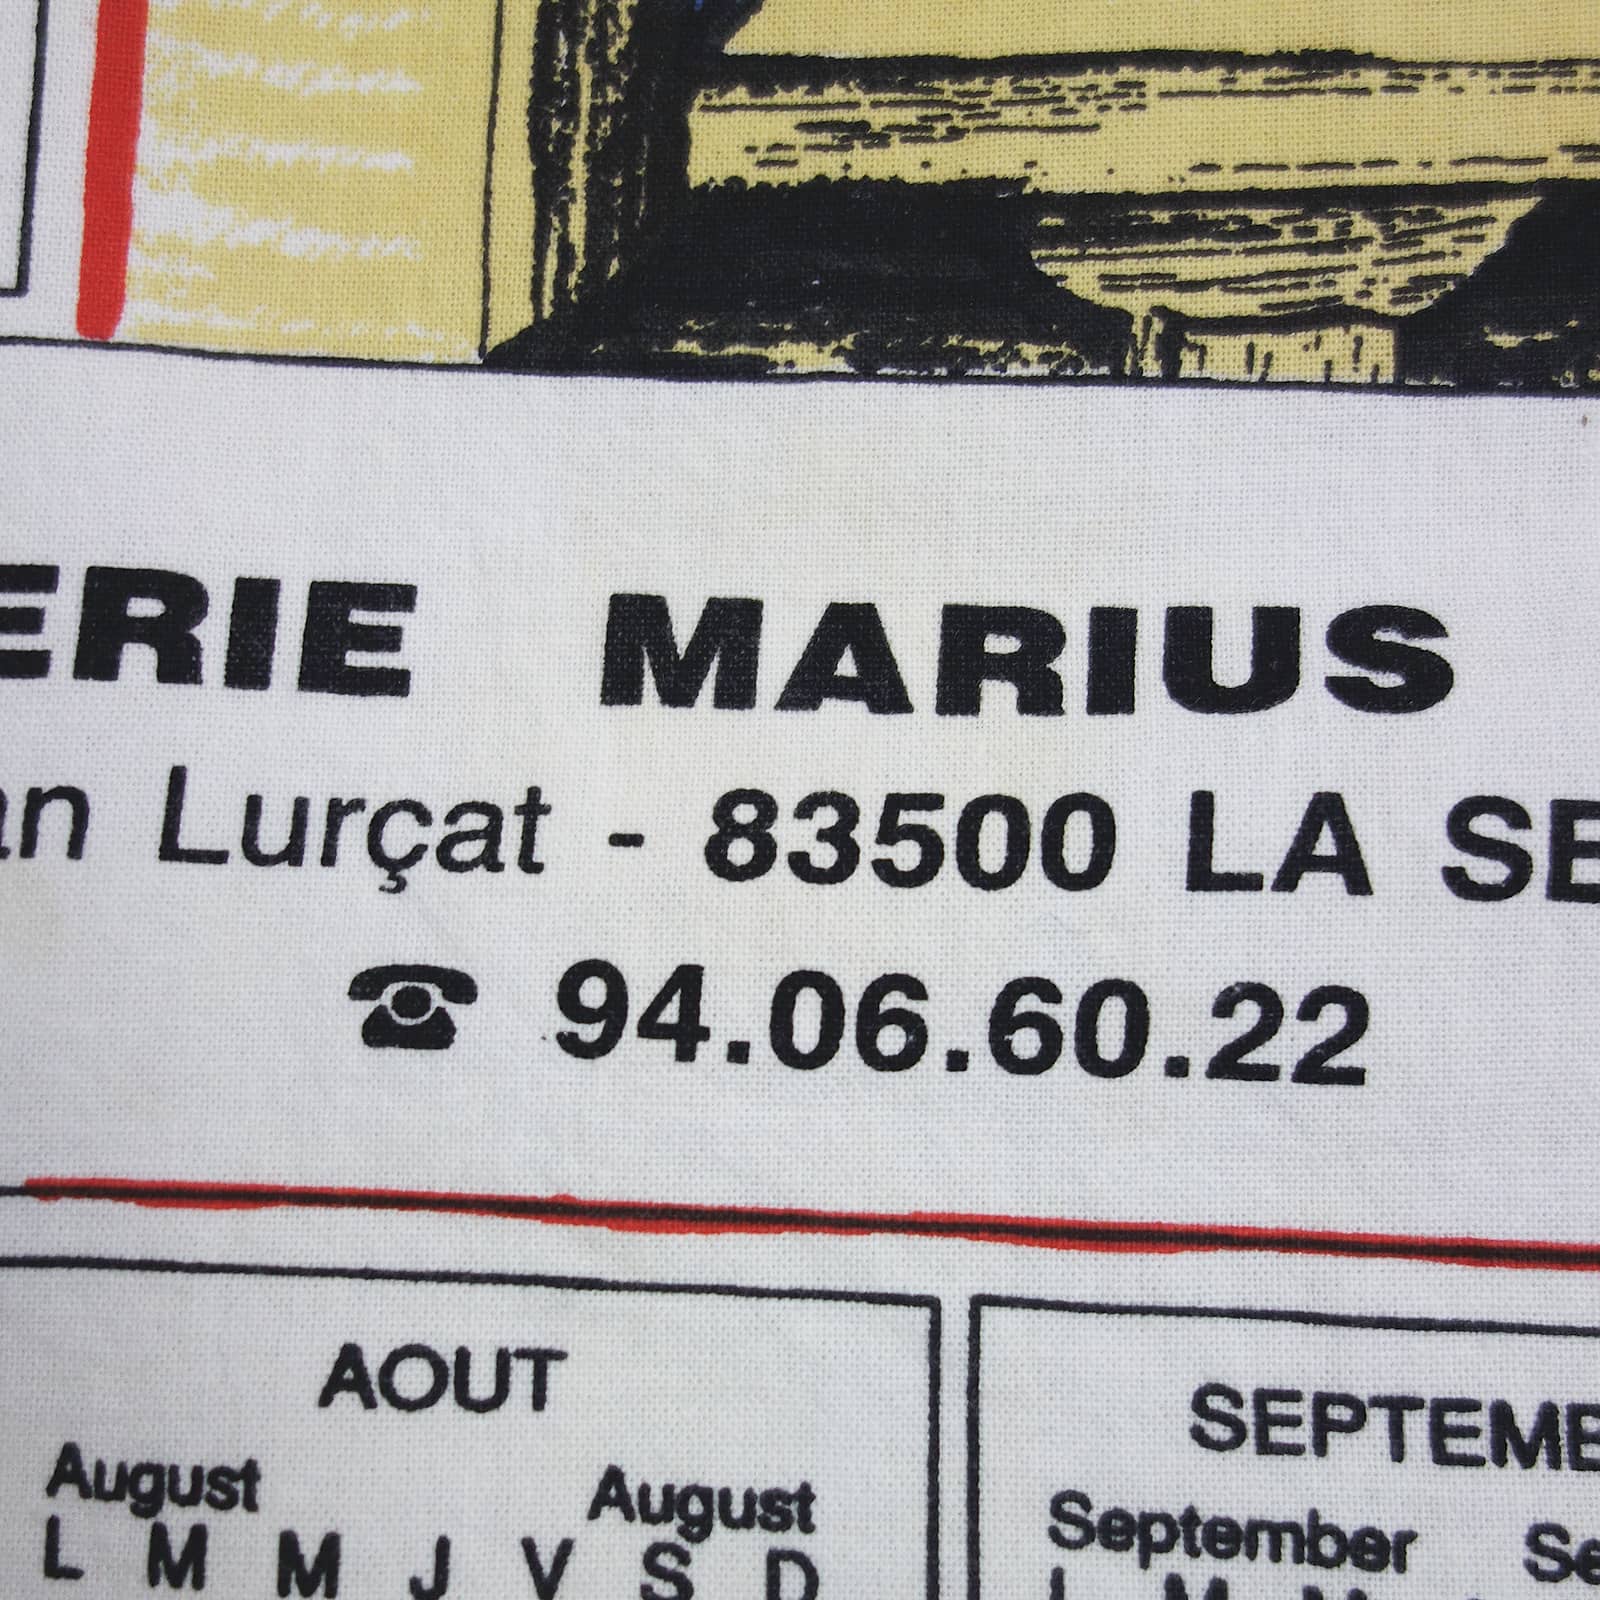 ERIE MARIUS
an Lurçat - 83500 LA SE
☎ 94.06.60.22
AOUT
August August
L M M J V S D
SEPTEMB
September Se